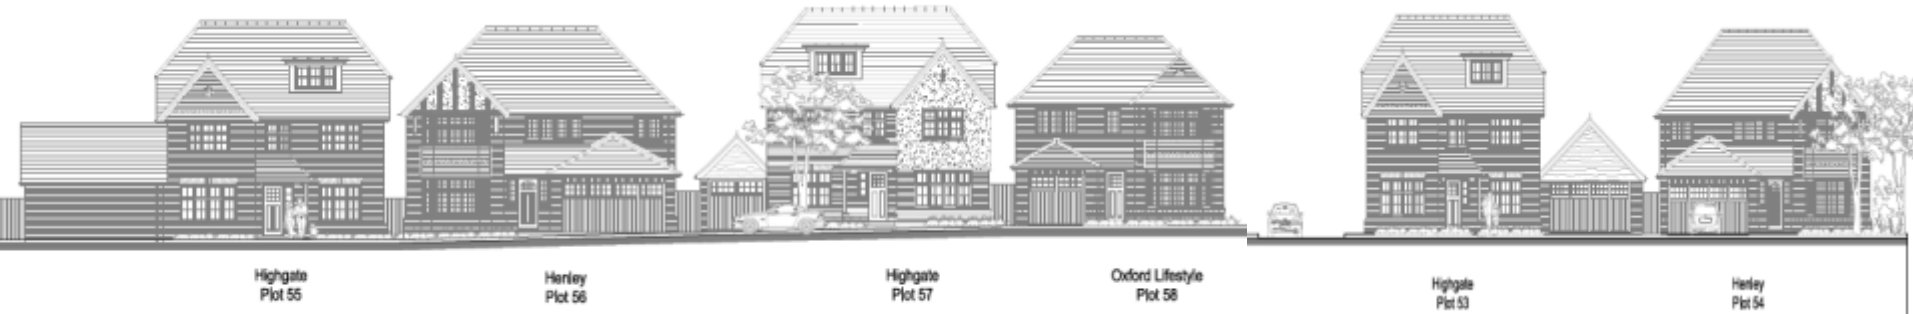 Highgate
Plot 55
Henley
Plot 56
Highgate
Plot 57
Oxford Lifestyle
Plot 58
Highgate
Plot 53
Henley
Plot 54